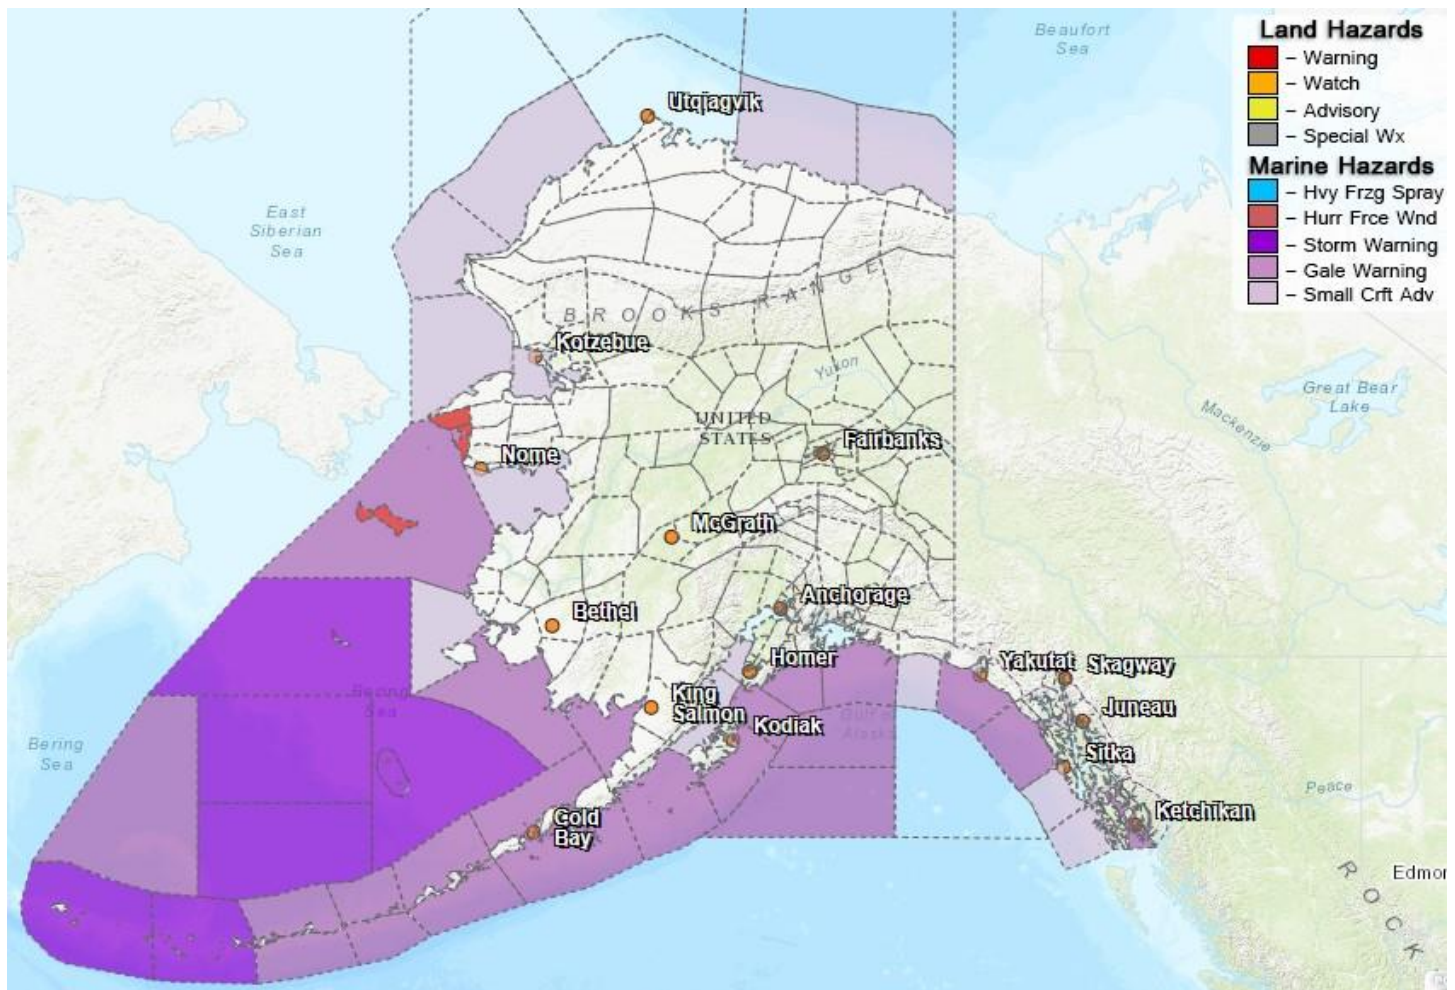 Beaufort
Sea
Land Hazards
– Warning
– Watch
– Advisory
– Special Wx
Marine Hazards
– Hvy Frzg Spray
– Hurr Frce Wnd
– Storm Warning
– Gale Warning
– Small Crft Adv
Utqiagvik
East
Siberian
Sea
BROOKS RANGE
Kotzebue
Yukon
Great Bear
Lake
Mackenzie
UNITED
STATES
Fairbanks
Nome
McGrath
Anchorage
Bethel
Homer
Yakutat
Skagway
Bering
Sea
King
Salmon
Kodiak
Gulf of
Alaska
Juneau
Sitka
Bering
Sea
Peace
Ketchikan
Cold
Bay
Edmon
ROCK